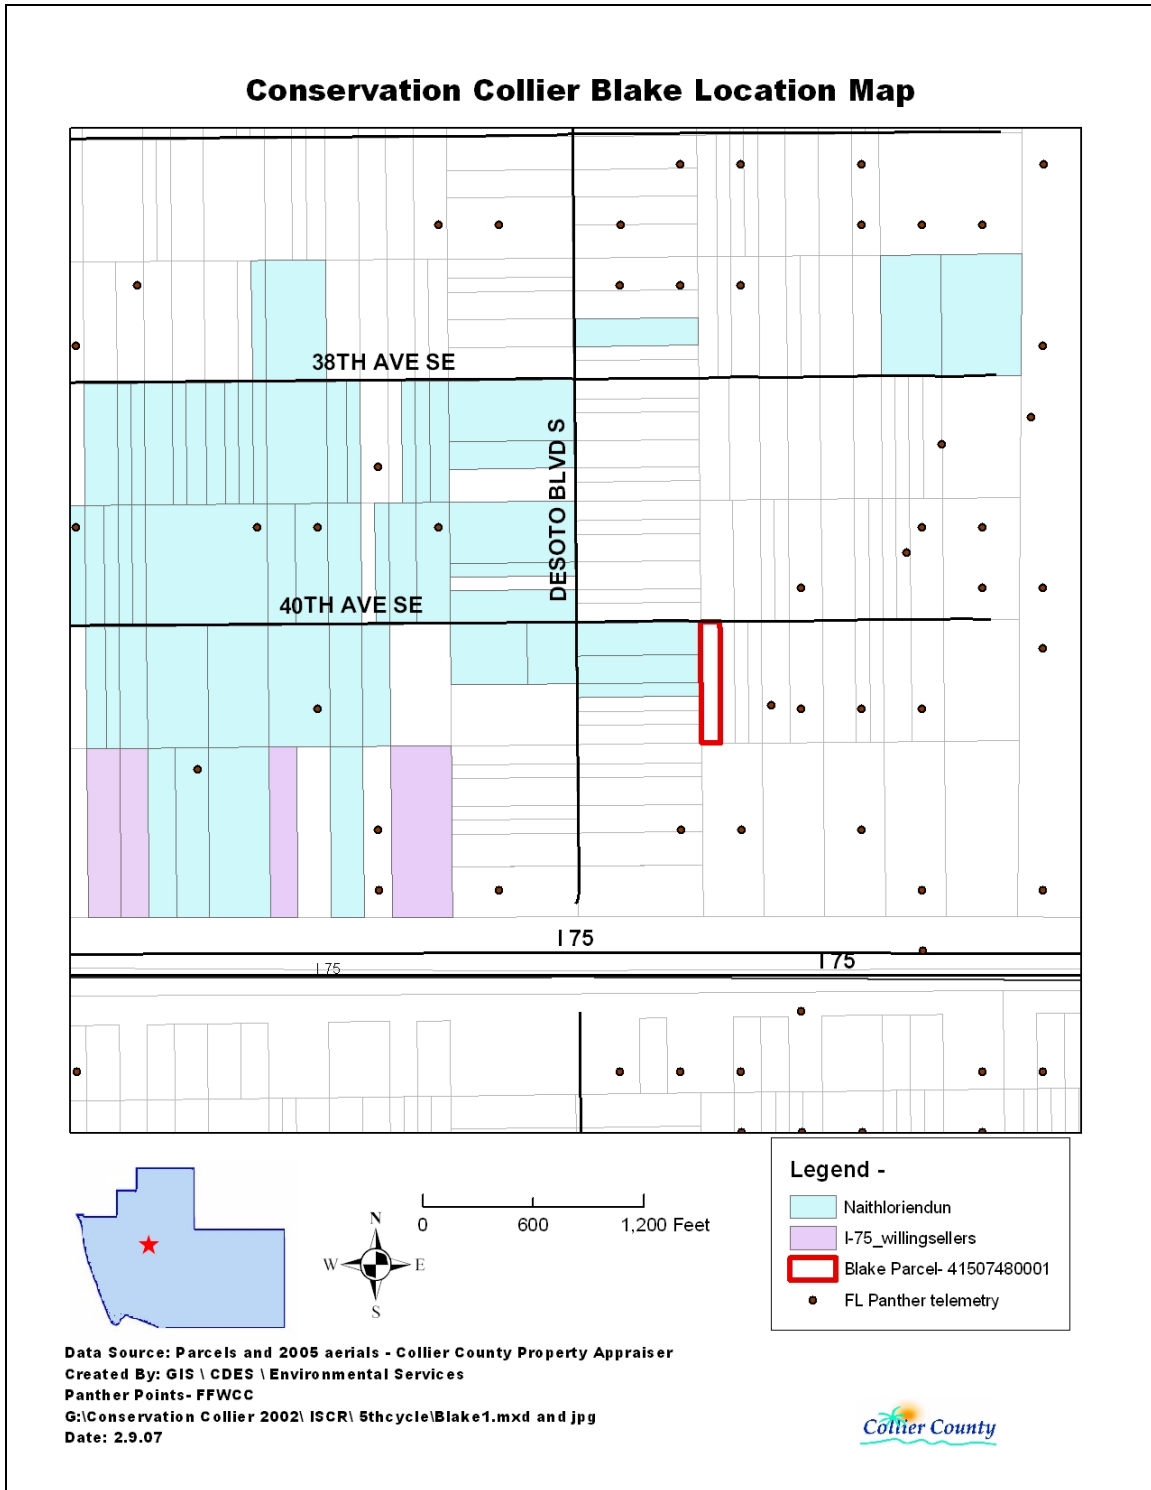 Conservation Collier Blake Location Map
38TH AVE SE
DESOTO BLVD S
40TH AVE SE
I 75
I 75
I 75
Legend -
Naithloriendun
I-75_willingsellers
Blake Parcel- 41507480001
FL Panther telemetry
N
W
E
S
0
600
1,200 Feet
Data Source: Parcels and 2005 aerials - Collier County Property Appraiser
Created By: GIS \ CDES \ Environmental Services
Panther Points- FFWCC
G:\Conservation Collier 2002\ ISCR\ 5thcycle\Blake1.mxd and jpg
Date: 2.9.07
Collier County